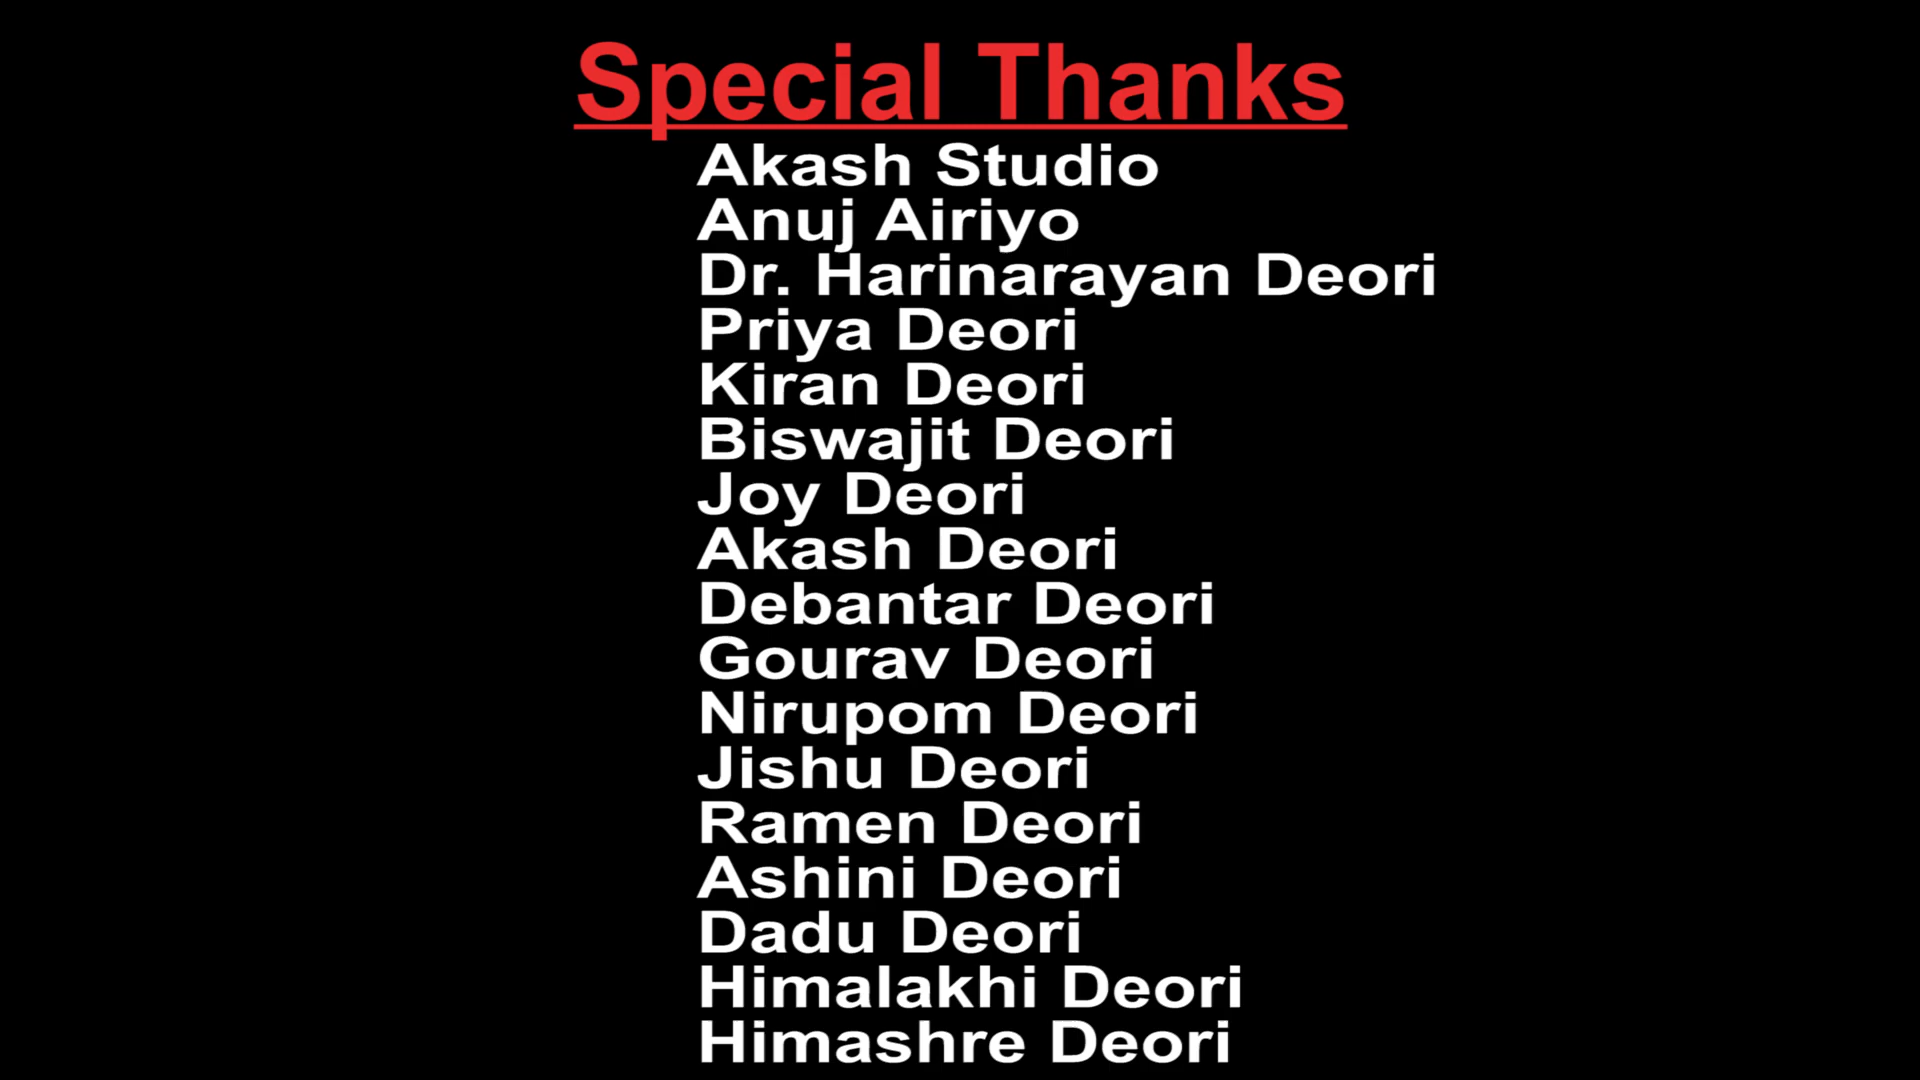 Special Thanks
Akash Studio
Anuj Airiyo
Dr. Harinarayan Deori
Priya Deori
Kiran Deori
Biswajit Deori
Joy Deori
Akash Deori
Debantar Deori
Gourav Deori
Nirupom Deori
Jishu Deori
Ramen Deori
Ashini Deori
Dadu Deori
Himalakhi Deori
Himashre Deori